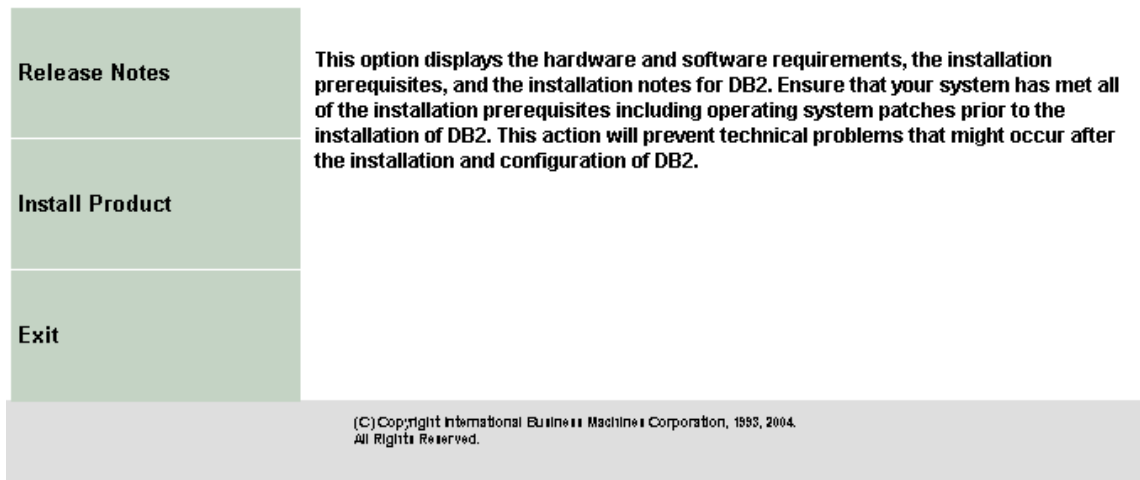 Release Notes
This option displays the hardware and software requirements, the installation
prerequisites, and the installation notes for DB2. Ensure that your system has met all
of the installation prerequisites including operating system patches prior to the
installation of DB2. This action will prevent technical problems that might occur after
the installation and configuration of DB2.
Install Product
Exit
(C) Copyright International Business Machines Corporation, 1993, 2004.
All Rights Reserved.